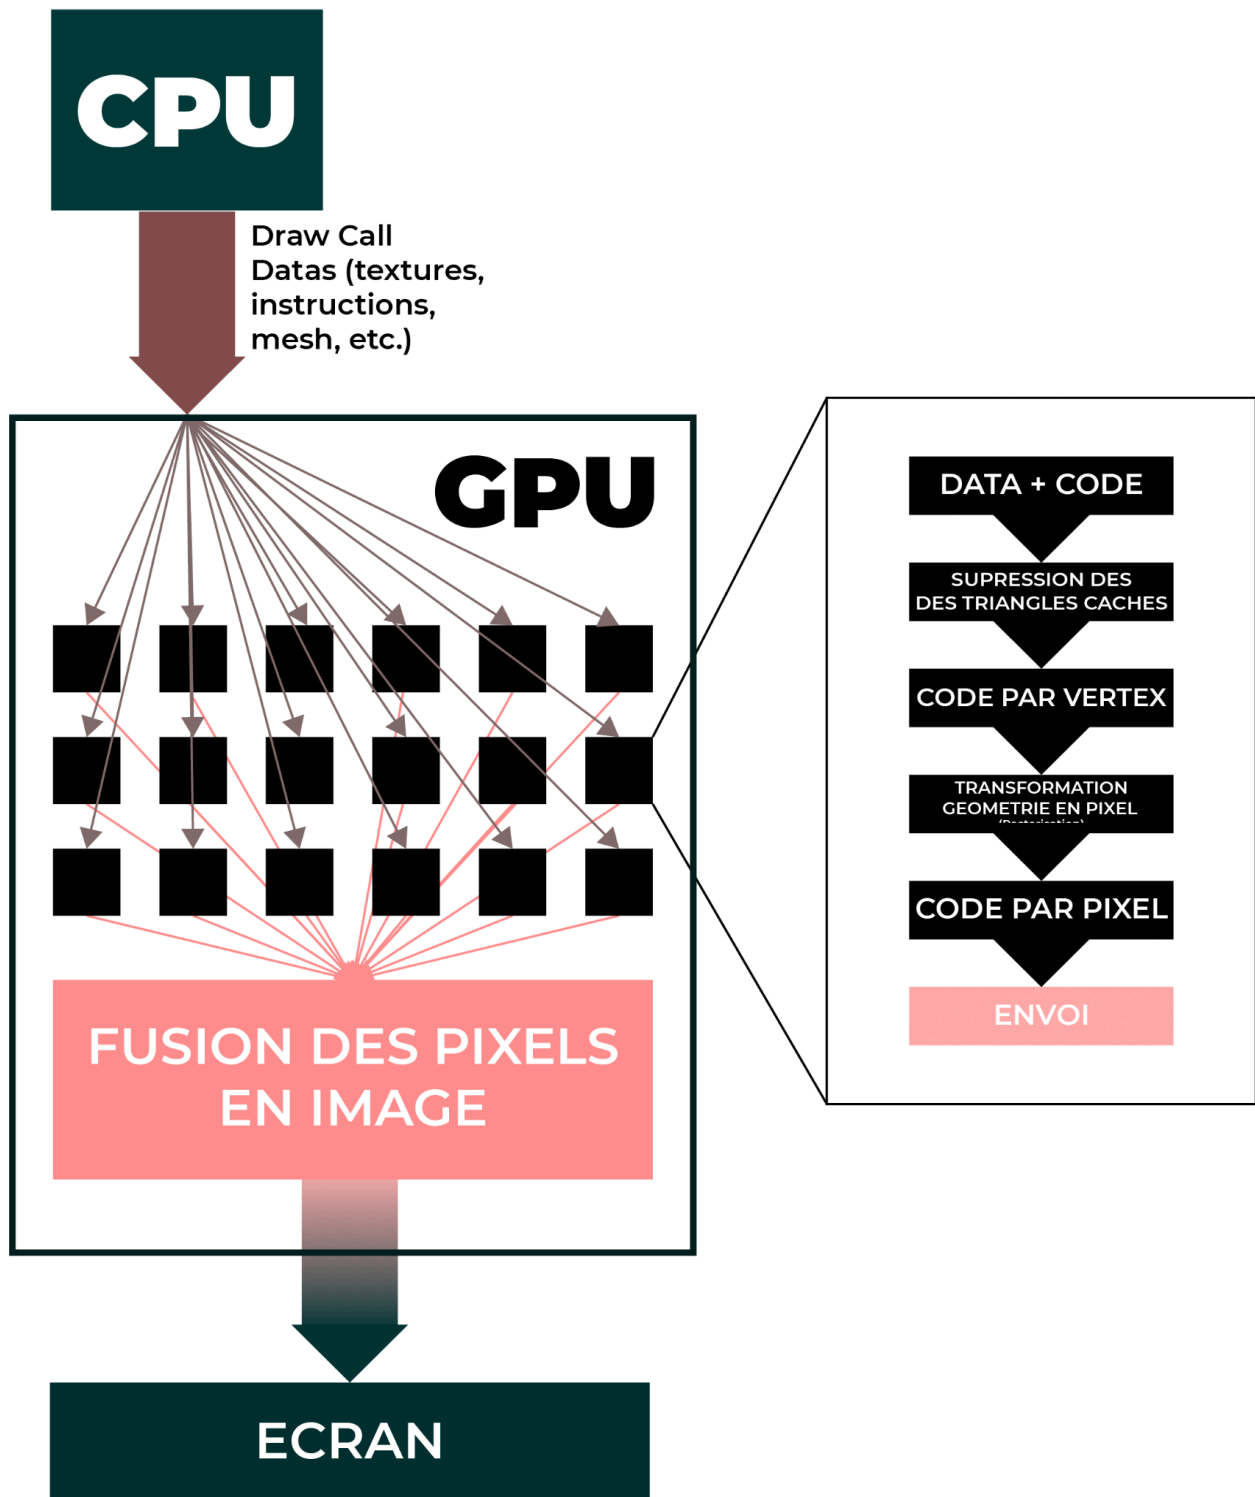 CPU
Draw Call
Datas (textures,
instructions,
mesh, etc.)
GPU
DATA + CODE
SUPRESSION DES
DES TRIANGLES CACHES
CODE PAR VERTEX
TRANSFORMATION
GEOMETRIE EN PIXEL
CODE PAR PIXEL
ENVOI
FUSION DES PIXELS
EN IMAGE
ECRAN